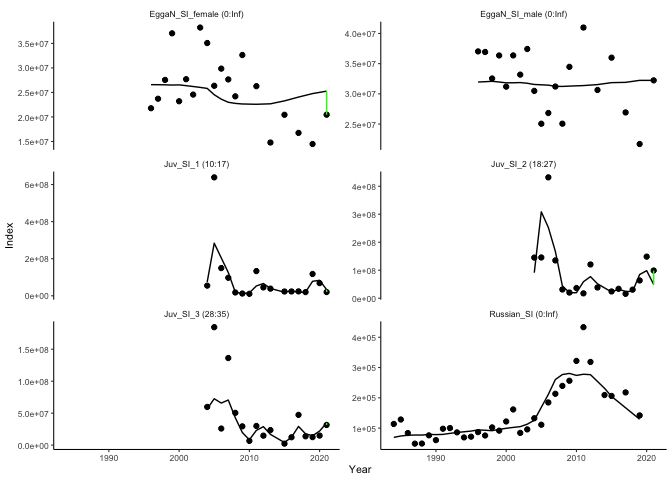 EggaN_SI_female (0:Inf)
EggaN_SI_male (0:Inf)
3.5e+07
3.0e+07
2.5e+07
2.0e+07
1.5e+07
4.0e+07
3.5e+07
3.0e+07
2.5e+07
Juv_SI_1 (10:17)
Juv_SI_2 (18:27)
6e+08
4e+08
2e+08
0e+00
4e+08
3e+08
2e+08
1e+08
0e+00
Index
Juv_SI_3 (28:35)
Russian_SI (0:Inf)
1.5e+08
1.0e+08
5.0e+07
0.0e+00
4e+05
3e+05
2e+05
1e+05
1990 2000 2010 2020
1990 2000 2010 2020
Year